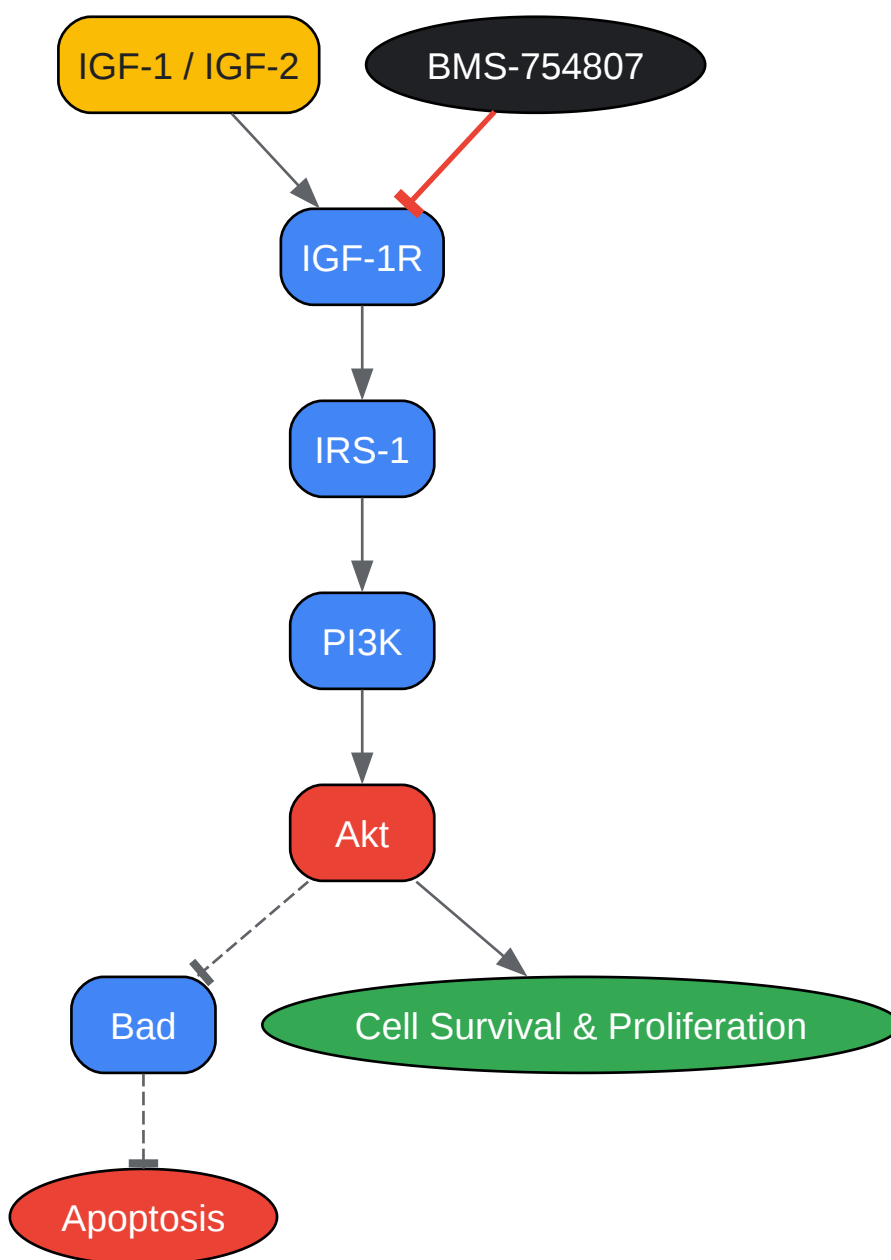 IGF-1 / IGF-2
BMS-754807
IGF-1R
IRS-1
PI3K
Akt
Bad
Cell Survival & Proliferation
Apoptosis